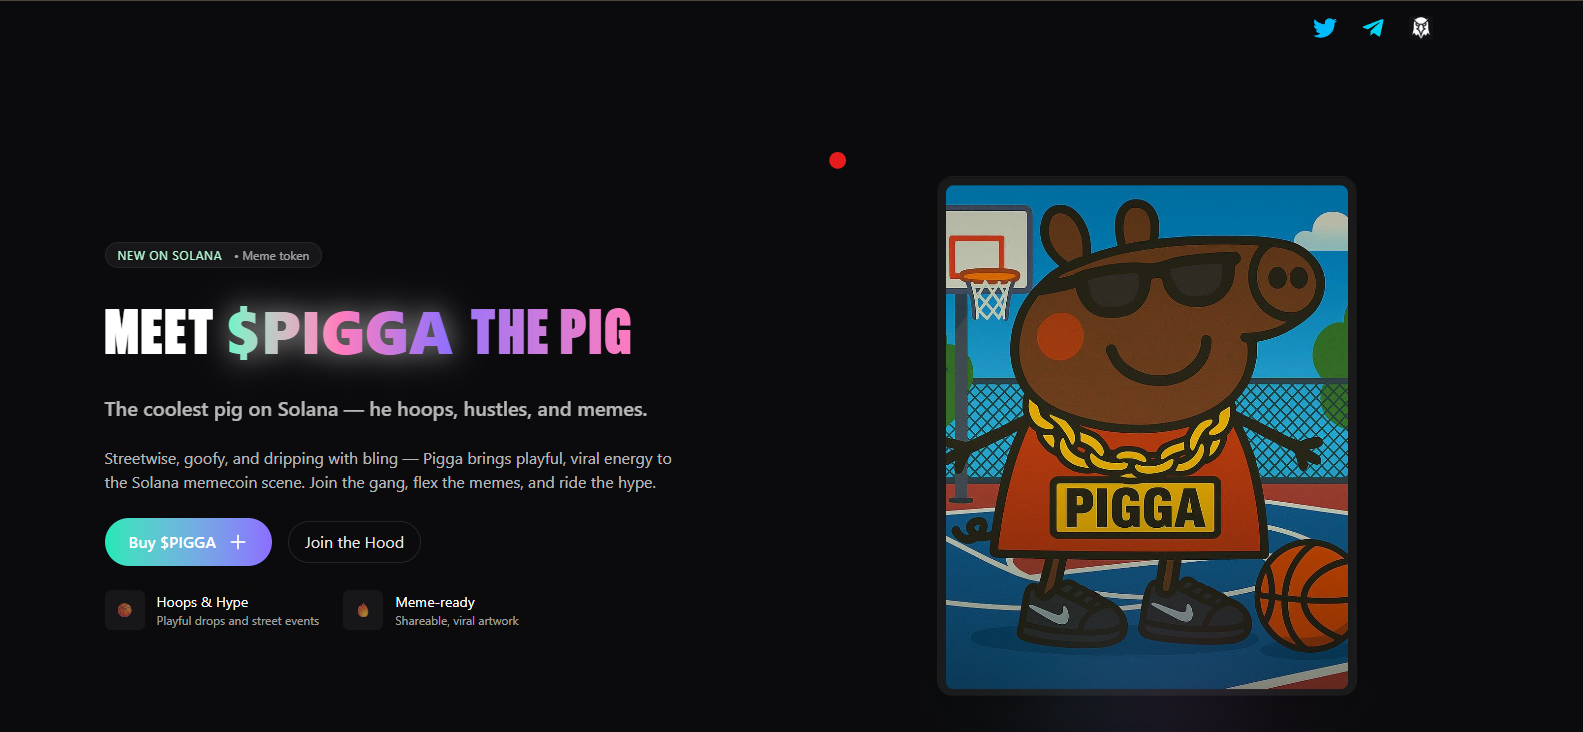 NEW ON SOLANA • Meme token
MEET $PIGGA THE PIG
The coolest pig on Solana — he hoops, hustles, and memes.
Streetwise, goofy, and dripping with bling — Pigga brings playful, viral energy to
the Solana memecoin scene. Join the gang, flex the memes, and ride the hype.
Buy $PIGGA +
Join the Hood
Hoops & Hype
Playful drops and street events
Meme-ready
Shareable, viral artwork
PIGGA